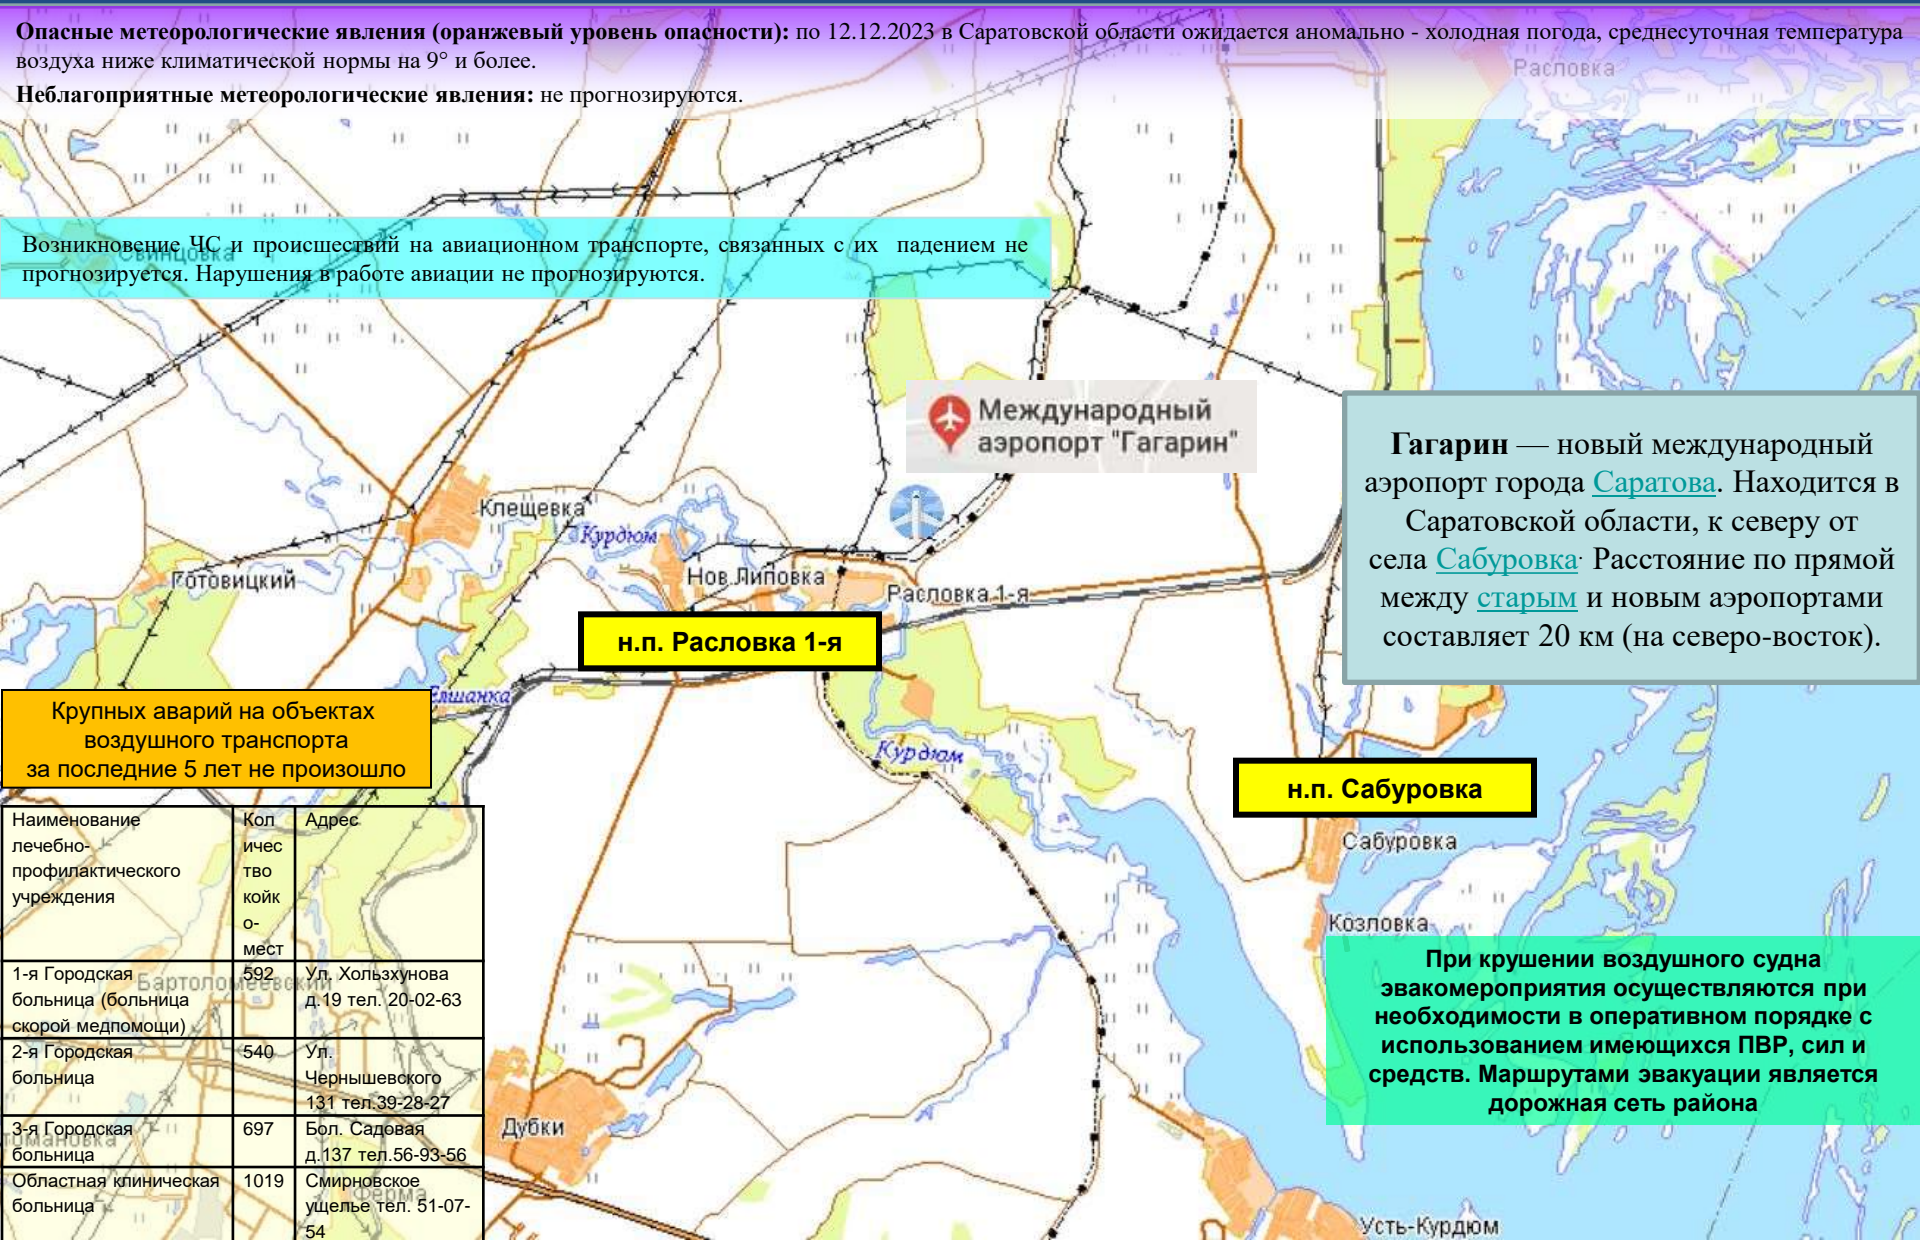 Опасные метеорологические явления (оранжевый уровень опасности): по 12.12.2023 в Саратовской области ожидается аномально - холодная погода, среднесуточная температура
воздуха ниже климатической нормы на 9° и более.
Неблагоприятные метеорологические явления: не прогнозируются.
Расловка
Возникновение ЧС и происшествий на авиационном транспорте, связанных с их падением не
прогнозируется. Нарушения в работе авиации не прогнозируются.
Свинцовка
Международный
аэропорт "Гагарин"
Гагарин — новый международный
аэропорт города Саратова. Находится в
Саратовской области, к северу от
села Сабуровка. Расстояние по прямой
между старым и новым аэропортами
составляет 20 км (на северо-восток).
Клещевка
Курдюм
Готовицкий
Нов.Липовка
Расловка 1-я
н.п. Расловка 1-я
Елшанка
Крупных аварий на объектах
воздушного транспорта
за последние 5 лет не произошло
Курдюм
н.п. Сабуровка
Сабуровка
Козловка
Наименование
лечебно-
профилактического
учреждения
Кол
ичес
тво
койк
о-
мест
Адрес
1-я Городская
больница (больница
скорой медпомощи)
592
Ул. Хользхунова
д.19 тел. 20-02-63
Бартоломеевский
2-я Городская
больница
540
Ул.
Чернышевского
131 тел.39-28-27
3-я Городская
больница
697
Бол. Садовая
д.137 тел.56-93-56
Областная клиническая
больница
1019
Смирновское
ущелье тел. 51-07-
54
Ферма
Дубки
При крушении воздушного судна
эвакомероприятия осуществляются при
необходимости в оперативном порядке с
использованием имеющихся ПВР, сил и
средств. Маршрутами эвакуации является
дорожная сеть района
Усть-Курдюм